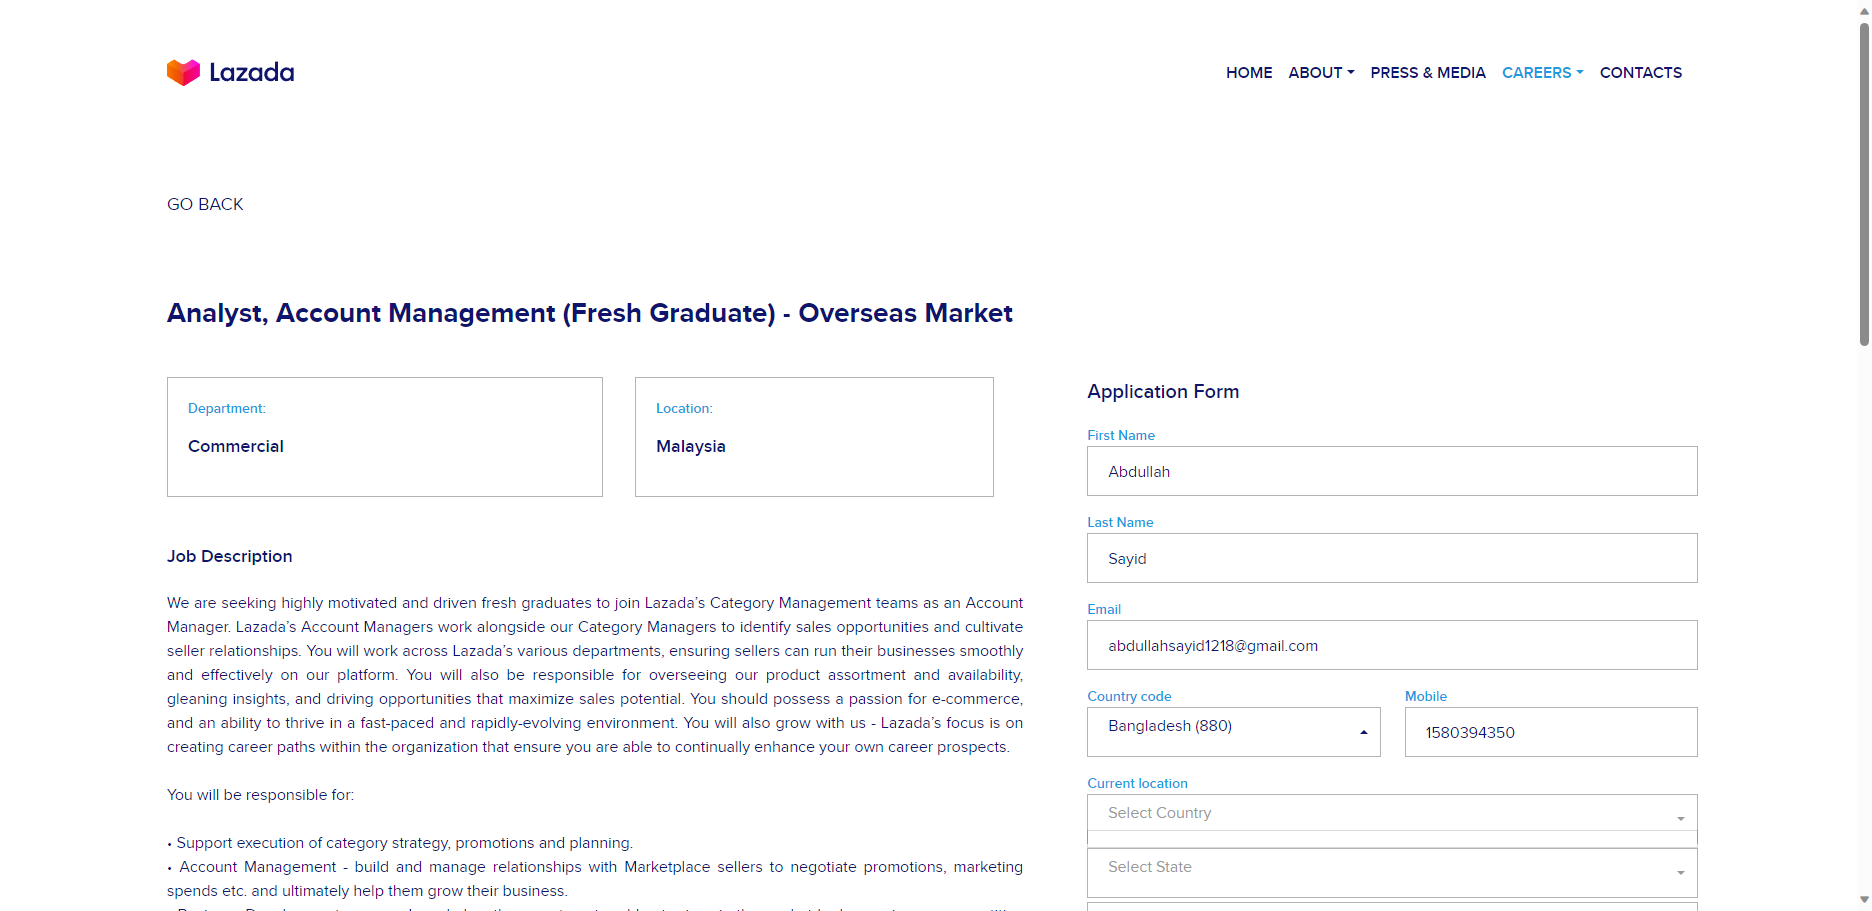 Lazada
HOME ABOUT PRESS & MEDIA CAREERS CONTACTS
GO BACK
Analyst, Account Management (Fresh Graduate) - Overseas Market
Department:
Commercial
Location:
Malaysia
Job Description
We are seeking highly motivated and driven fresh graduates to join Lazada’s Category Management teams as an Account
Manager. Lazada’s Account Managers work alongside our Category Managers to identify sales opportunities and cultivate
seller relationships. You will work across Lazada’s various departments, ensuring sellers can run their businesses smoothly
and effectively on our platform. You will also be responsible for overseeing our product assortment and availability,
gleaning insights, and driving opportunities that maximize sales potential. You should possess a passion for e-commerce,
and an ability to thrive in a fast-paced and rapidly-evolving environment. You will also grow with us - Lazada’s focus is on
creating career paths within the organization that ensure you are able to continually enhance your own career prospects.
You will be responsible for:
• Support execution of category strategy, promotions and planning.
• Account Management - build and manage relationships with Marketplace sellers to negotiate promotions, marketing
spends etc. and ultimately help them grow their business.
Application Form
First Name
Abdullah
Last Name
Sayid
Email
abdullahsayid1218@gmail.com
Country code
Bangladesh (880)
Mobile
1580394350
Current location
Select Country
Select State